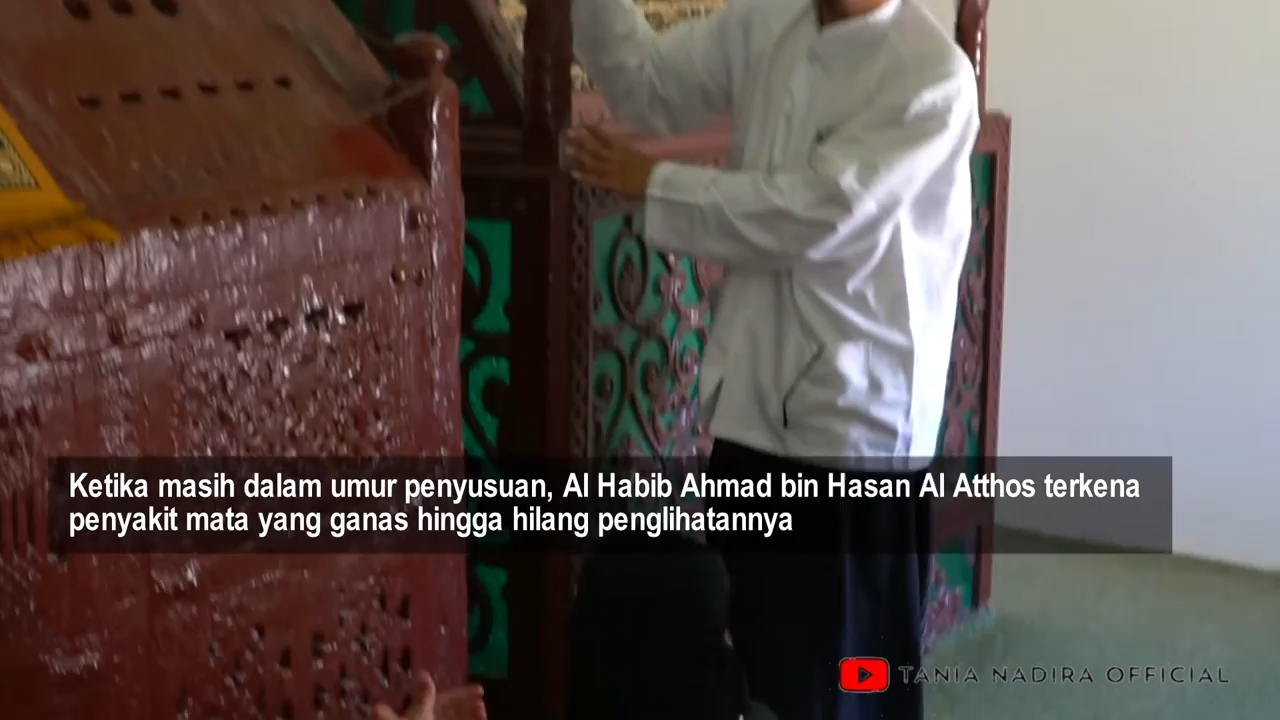 Ketika masih dalam umur penyusuan, Al Habib Ahmad bin Hasan Al Atthos terkena
penyakit mata yang ganas hingga hilang penglihatannya
TANIA NADIRA OFFICIAL